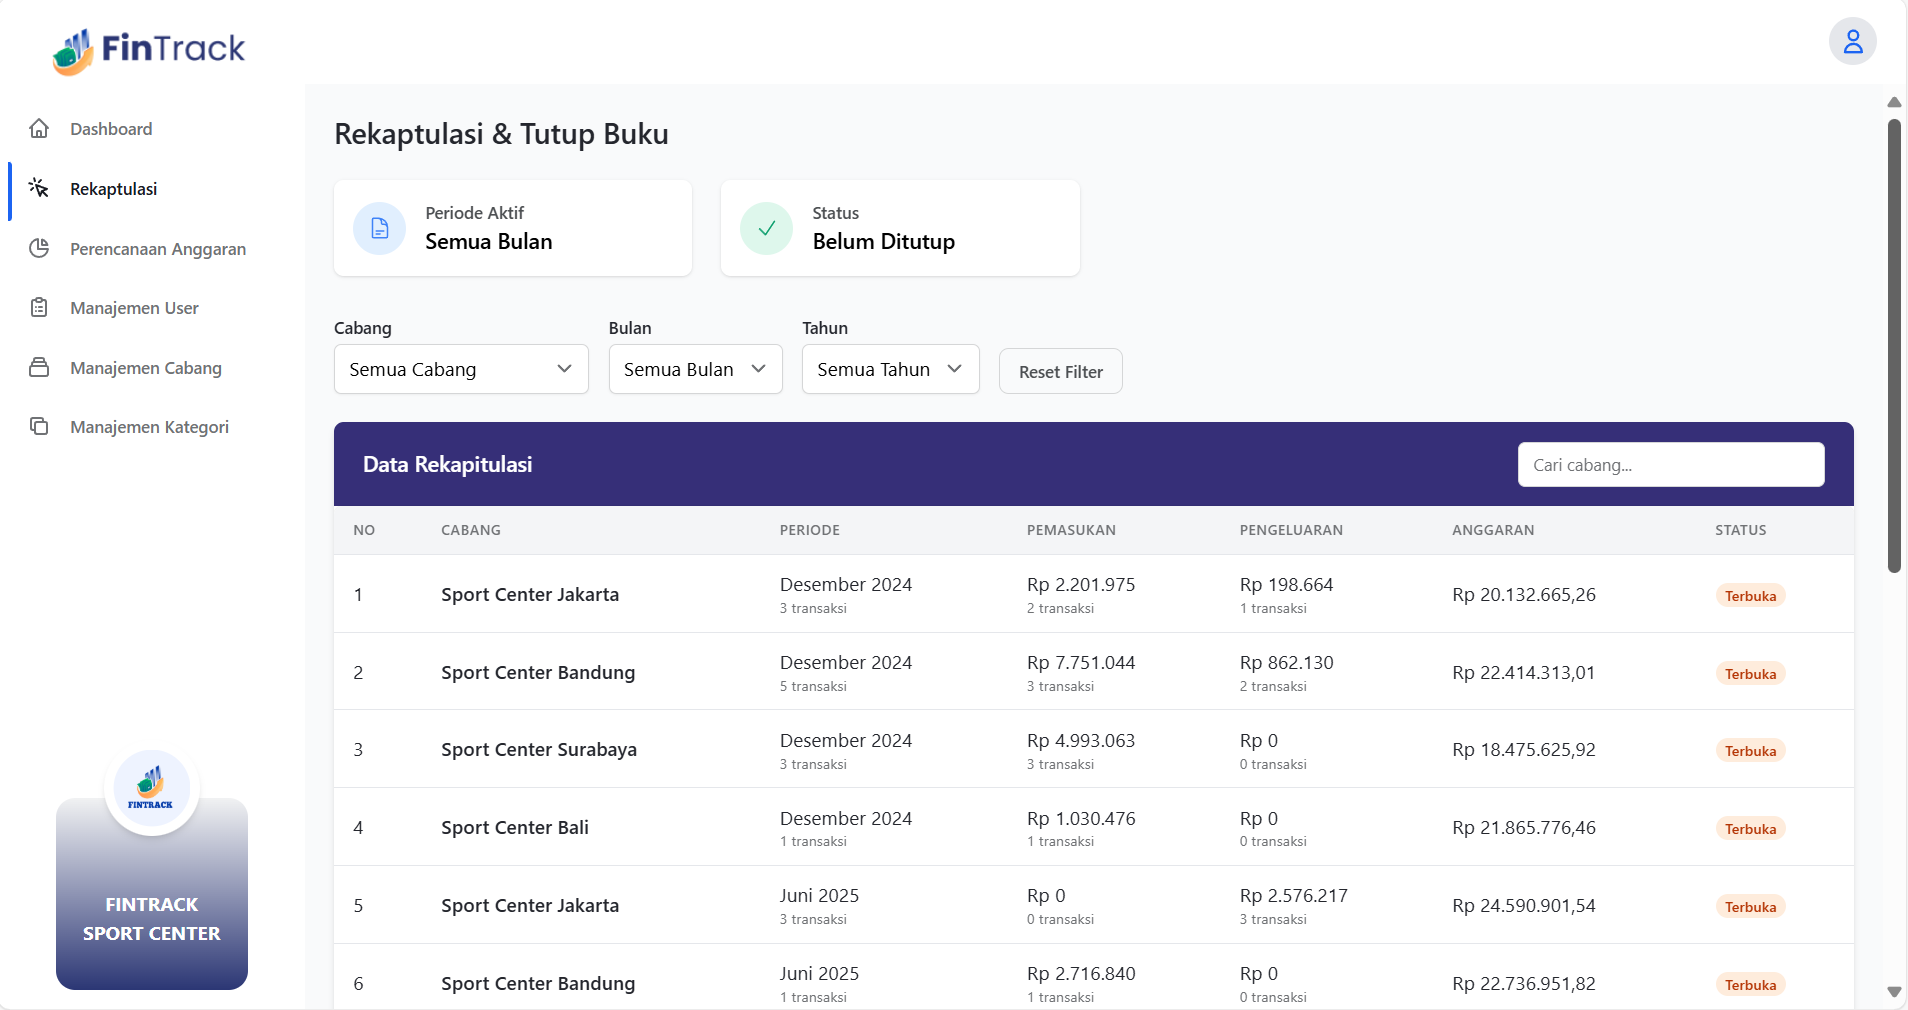 FinTrack
Dashboard
Rekaptulasi
Perencanaan Anggaran
Manajemen User
Manajemen Cabang
Manajemen Kategori
FINTRACK
FINTRACK
SPORT CENTER
Rekaptulasi & Tutup Buku
Periode Aktif
Semua Bulan
Status
Belum Ditutup
Cabang
Bulan
Tahun
Semua Cabang
Semua Bulan
Semua Tahun
Reset Filter
Data Rekapitulasi
Cari cabang...
NO CABANG PERIODE PEMASUKAN PENGELUARAN ANGGARAN STATUS
1 Sport Center Jakarta Desember 2024 Rp 2.201.975 Rp 198.664 Rp 20.132.665,26 Terbuka
3 transaksi 2 transaksi 1 transaksi
2 Sport Center Bandung Desember 2024 Rp 7.751.044 Rp 862.130 Rp 22.414.313,01 Terbuka
5 transaksi 3 transaksi 2 transaksi
3 Sport Center Surabaya Desember 2024 Rp 4.993.063 Rp 0 Rp 18.475.625,92 Terbuka
3 transaksi 3 transaksi 0 transaksi
4 Sport Center Bali Desember 2024 Rp 1.030.476 Rp 0 Rp 21.865.776,46 Terbuka
1 transaksi 1 transaksi 0 transaksi
5 Sport Center Jakarta Juni 2025 Rp 0 Rp 2.576.217 Rp 24.590.901,54 Terbuka
3 transaksi 0 transaksi 3 transaksi
6 Sport Center Bandung Juni 2025 Rp 2.716.840 Rp 0 Rp 22.736.951,82 Terbuka
1 transaksi 1 transaksi 0 transaksi